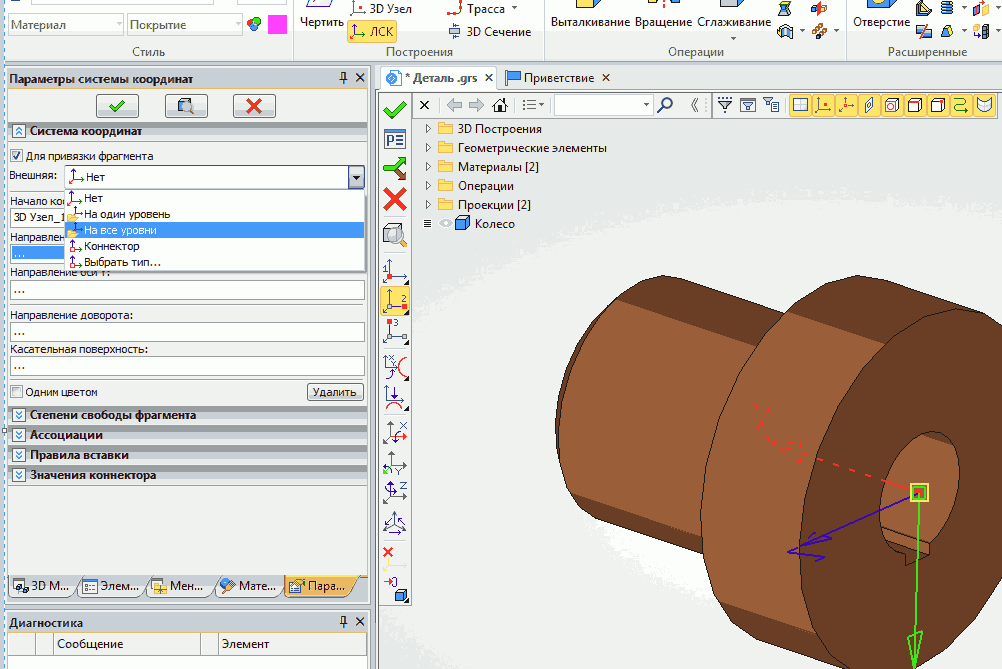 Материал
Покрытие
Стиль
Чертить
3D Узел
ЛСК
Трасса
3D Сечение
Построения
Выталкивание
Вращение
Сглаживание
Операции
Отверстие
Расширенные
Параметры системы координат
Система координат
Для привязки фрагмента
Внешняя:
Нет
Нет
На один уровень
На все уровни
Коннектор
Выбрать тип...
3D Узел_1
...
Направление оси Y:
...
Направление доворота:
...
Касательная поверхность:
...
Одним цветом
Удалить
Степени свободы фрагмента
Ассоциации
Правила вставки
Значения коннектора
3D М...
Элем...
Мен...
Мате...
Пара...
Диагностика
Сообщение
Элемент
* Деталь .grs
Приветствие
3D Построения
Геометрические элементы
Материалы [2]
Операции
Проекции [2]
Колесо